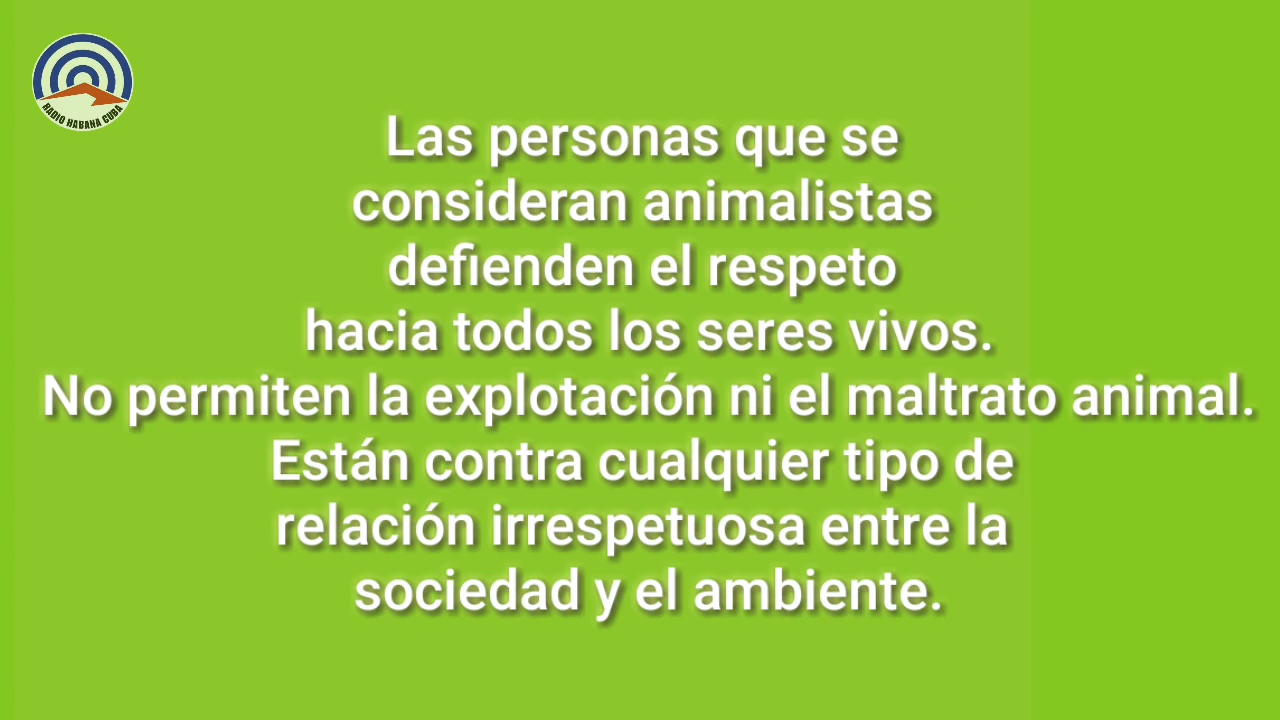 RADIO HABANA CUBA
Las personas que se
consideran animalistas
defienden el respeto
hacia todos los seres vivos.
No permiten la explotación ni el maltrato animal.
Están contra cualquier tipo de
relación irrespetuosa entre la
sociedad y el ambiente.